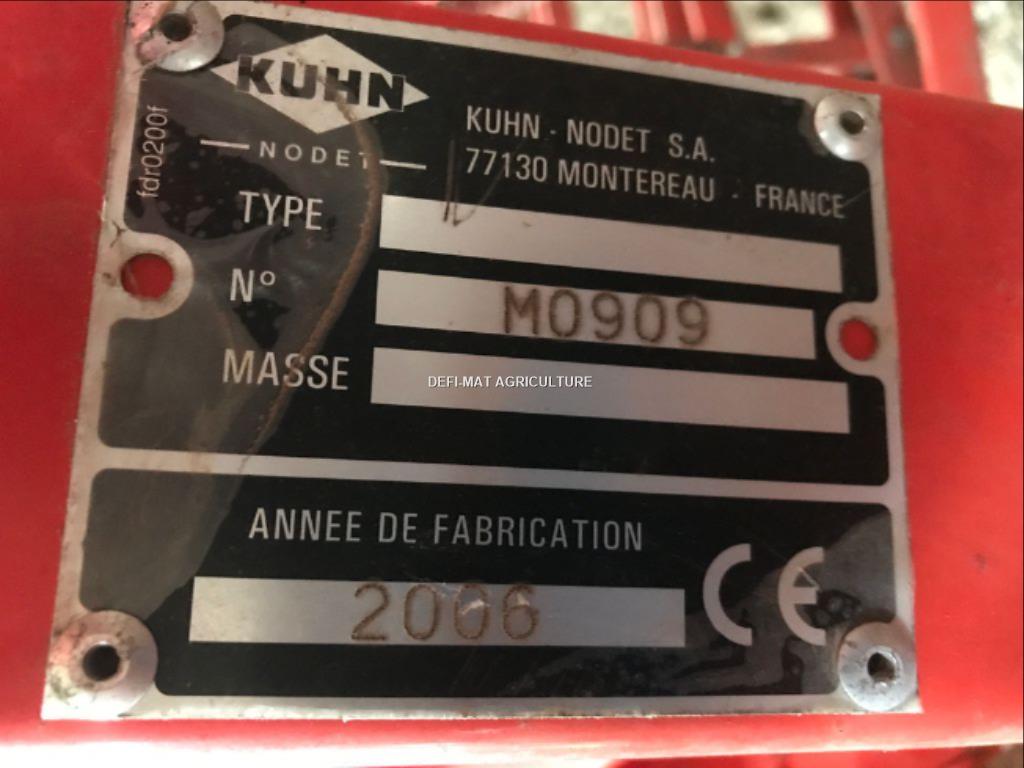 KUHN
NODET
KUHN - NODET S.A.
77130 MONTEREAU - FRANCE
fdr0200f
TYPE
N° M0909
MASSE
DEFI-MAT AGRICULTURE
ANNEE DE FABRICATION
2006
CE